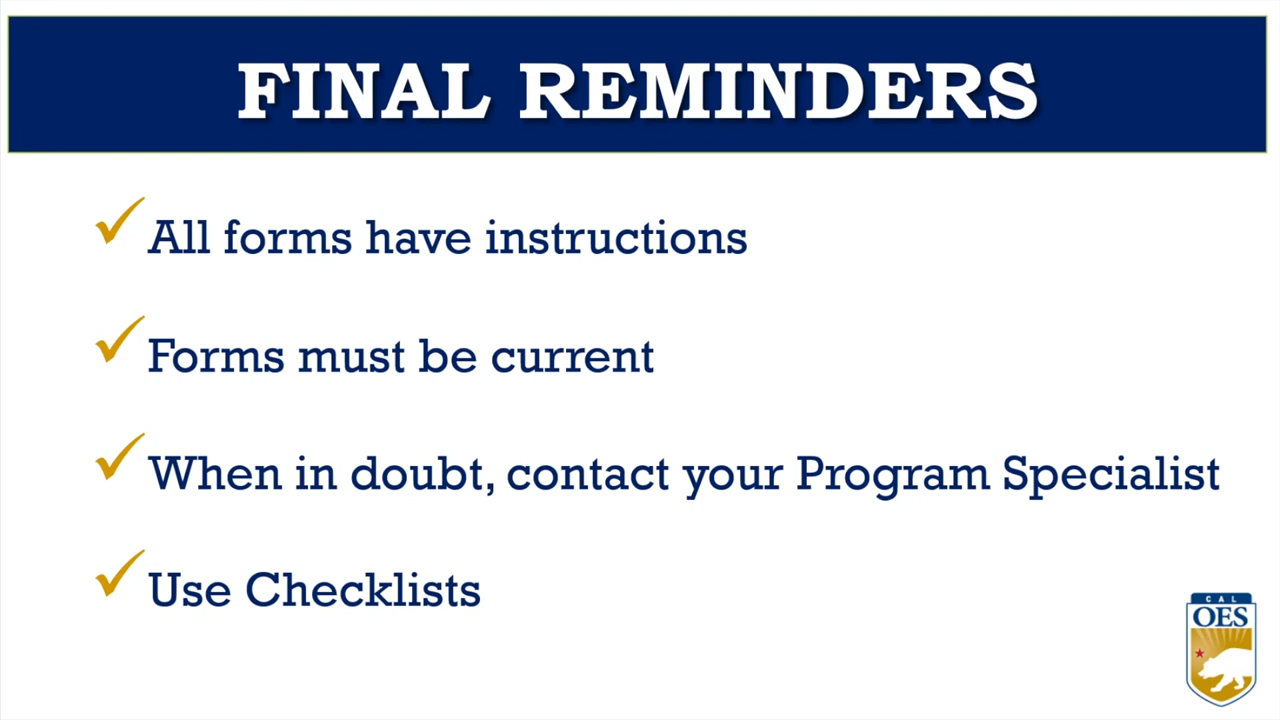 FINAL REMINDERS
All forms have instructions
Forms must be current
When in doubt, contact your Program Specialist
Use Checklists
CAL
OES